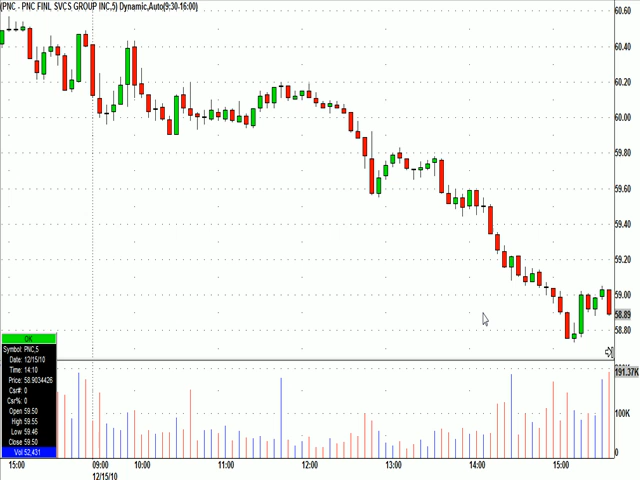 (PNC - PNC FINL SVCS GROUP INC,5) Dynamic,Auto(9:30-16:00)
60.60
60.40
60.20
60.00
59.80
59.60
59.40
59.20
59.00
58.89
58.80
OK
Symbol: PNC,5
Date: 12/15/10
Time: 14:10
Price: 58.9034426
Csr#: 0
Csr%: 0
Open 59.50
High 59.55
Low 59.46
Close 59.50
Vol 52,431
191.37K
100K
0
15:00 09:00 10:00 11:00 12:00 13:00 14:00 15:00
12/15/10